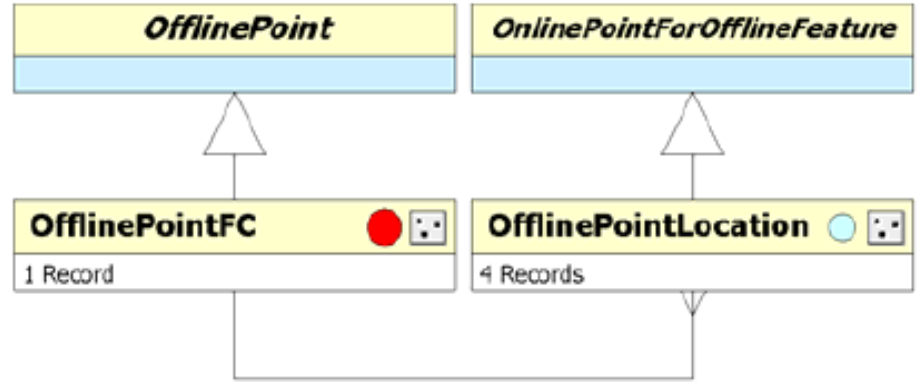 OfflinePoint
OnlinePointForOfflineFeature
OfflinePointFC
OfflinePointLocation
1 Record
4 Records